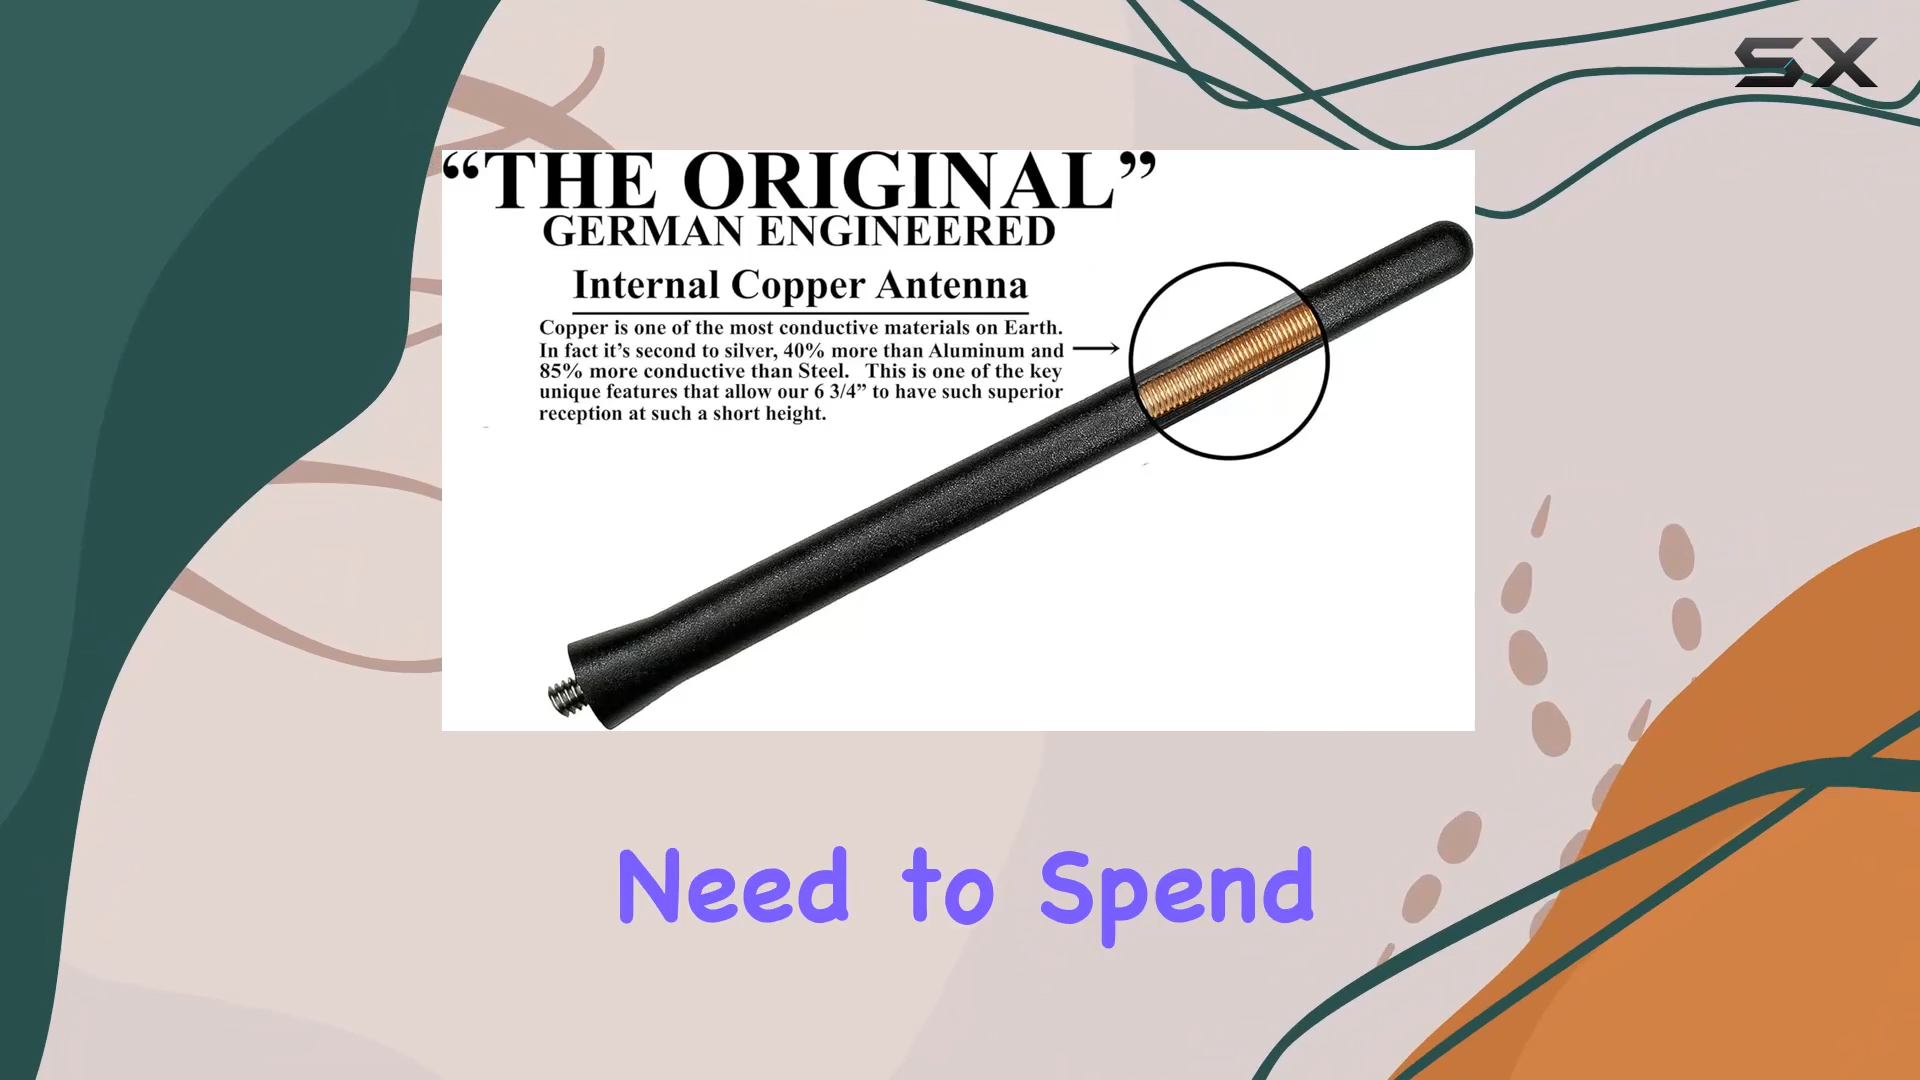 SX
“THE ORIGINAL”
GERMAN ENGINEERED
Internal Copper Antenna
Copper is one of the most conductive materials on Earth.
In fact it’s second to silver, 40% more than Aluminum and
85% more conductive than Steel. This is one of the key
unique features that allow our 6 3/4” to have such superior
reception at such a short height.
Need to Spend